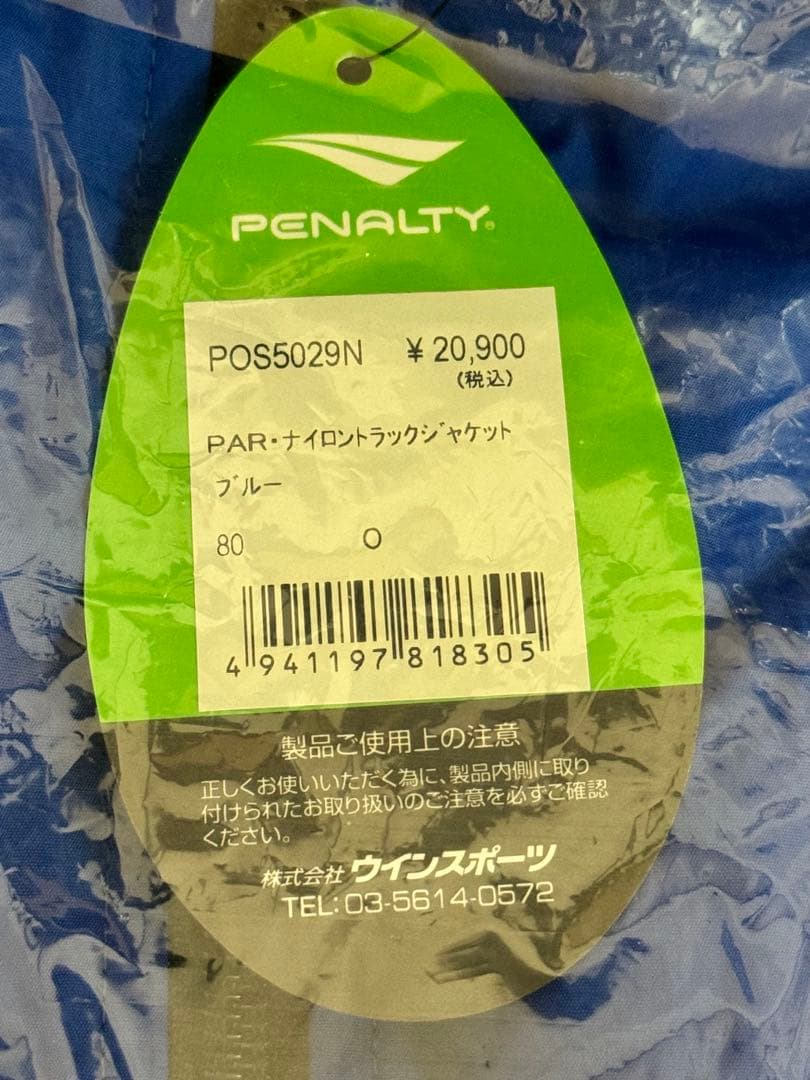 PENALTY®
POS5029N ¥20,900
(税込)
PAR・ナイロントラックジャケット
ブルー
80 O
4 941197 818305
製品ご使用上の注意
正しくお使いいただく為に、製品内側に取り
付けられたお取り扱いのご注意を必ずご確認
ください。
株式会社 ウインスポーツ
TEL:03-5614-0572